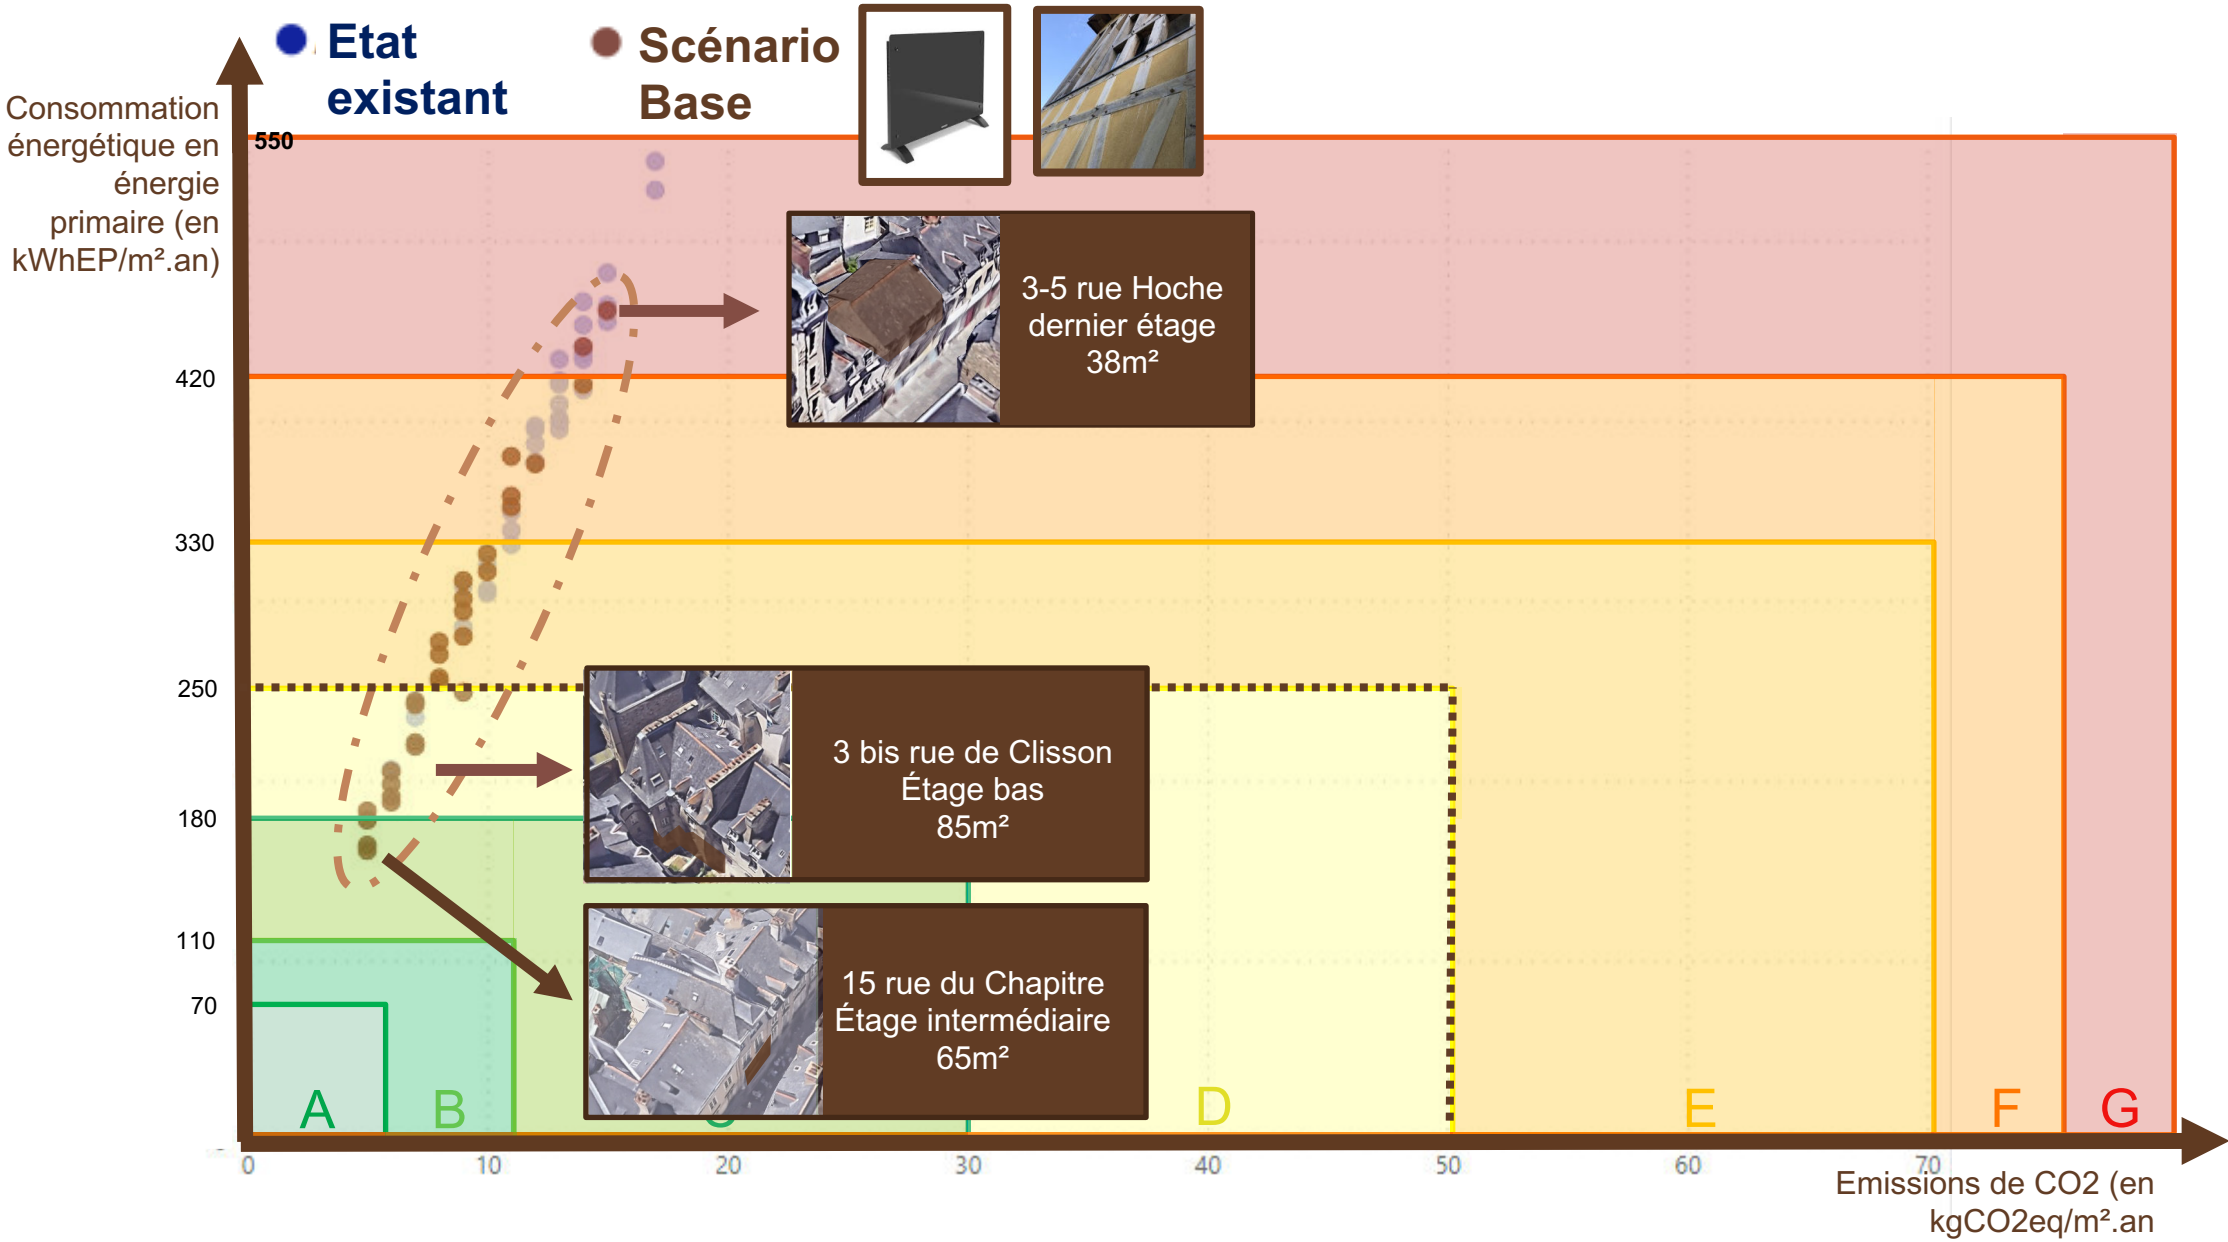 Etat
existant
Scénario
Base
Consommation
énergétique en
énergie
primaire (en
kWhEP/m².an)
550
420
330
250
180
110
70
3-5 rue Hoche
dernier étage
38m²
3 bis rue de Clisson
Étage bas
85m²
15 rue du Chapitre
Étage intermédiaire
65m²
A
B
D
E
F
G
0
10
20
30
40
50
60
70
Emissions de CO2 (en
kgCO2eq/m².an